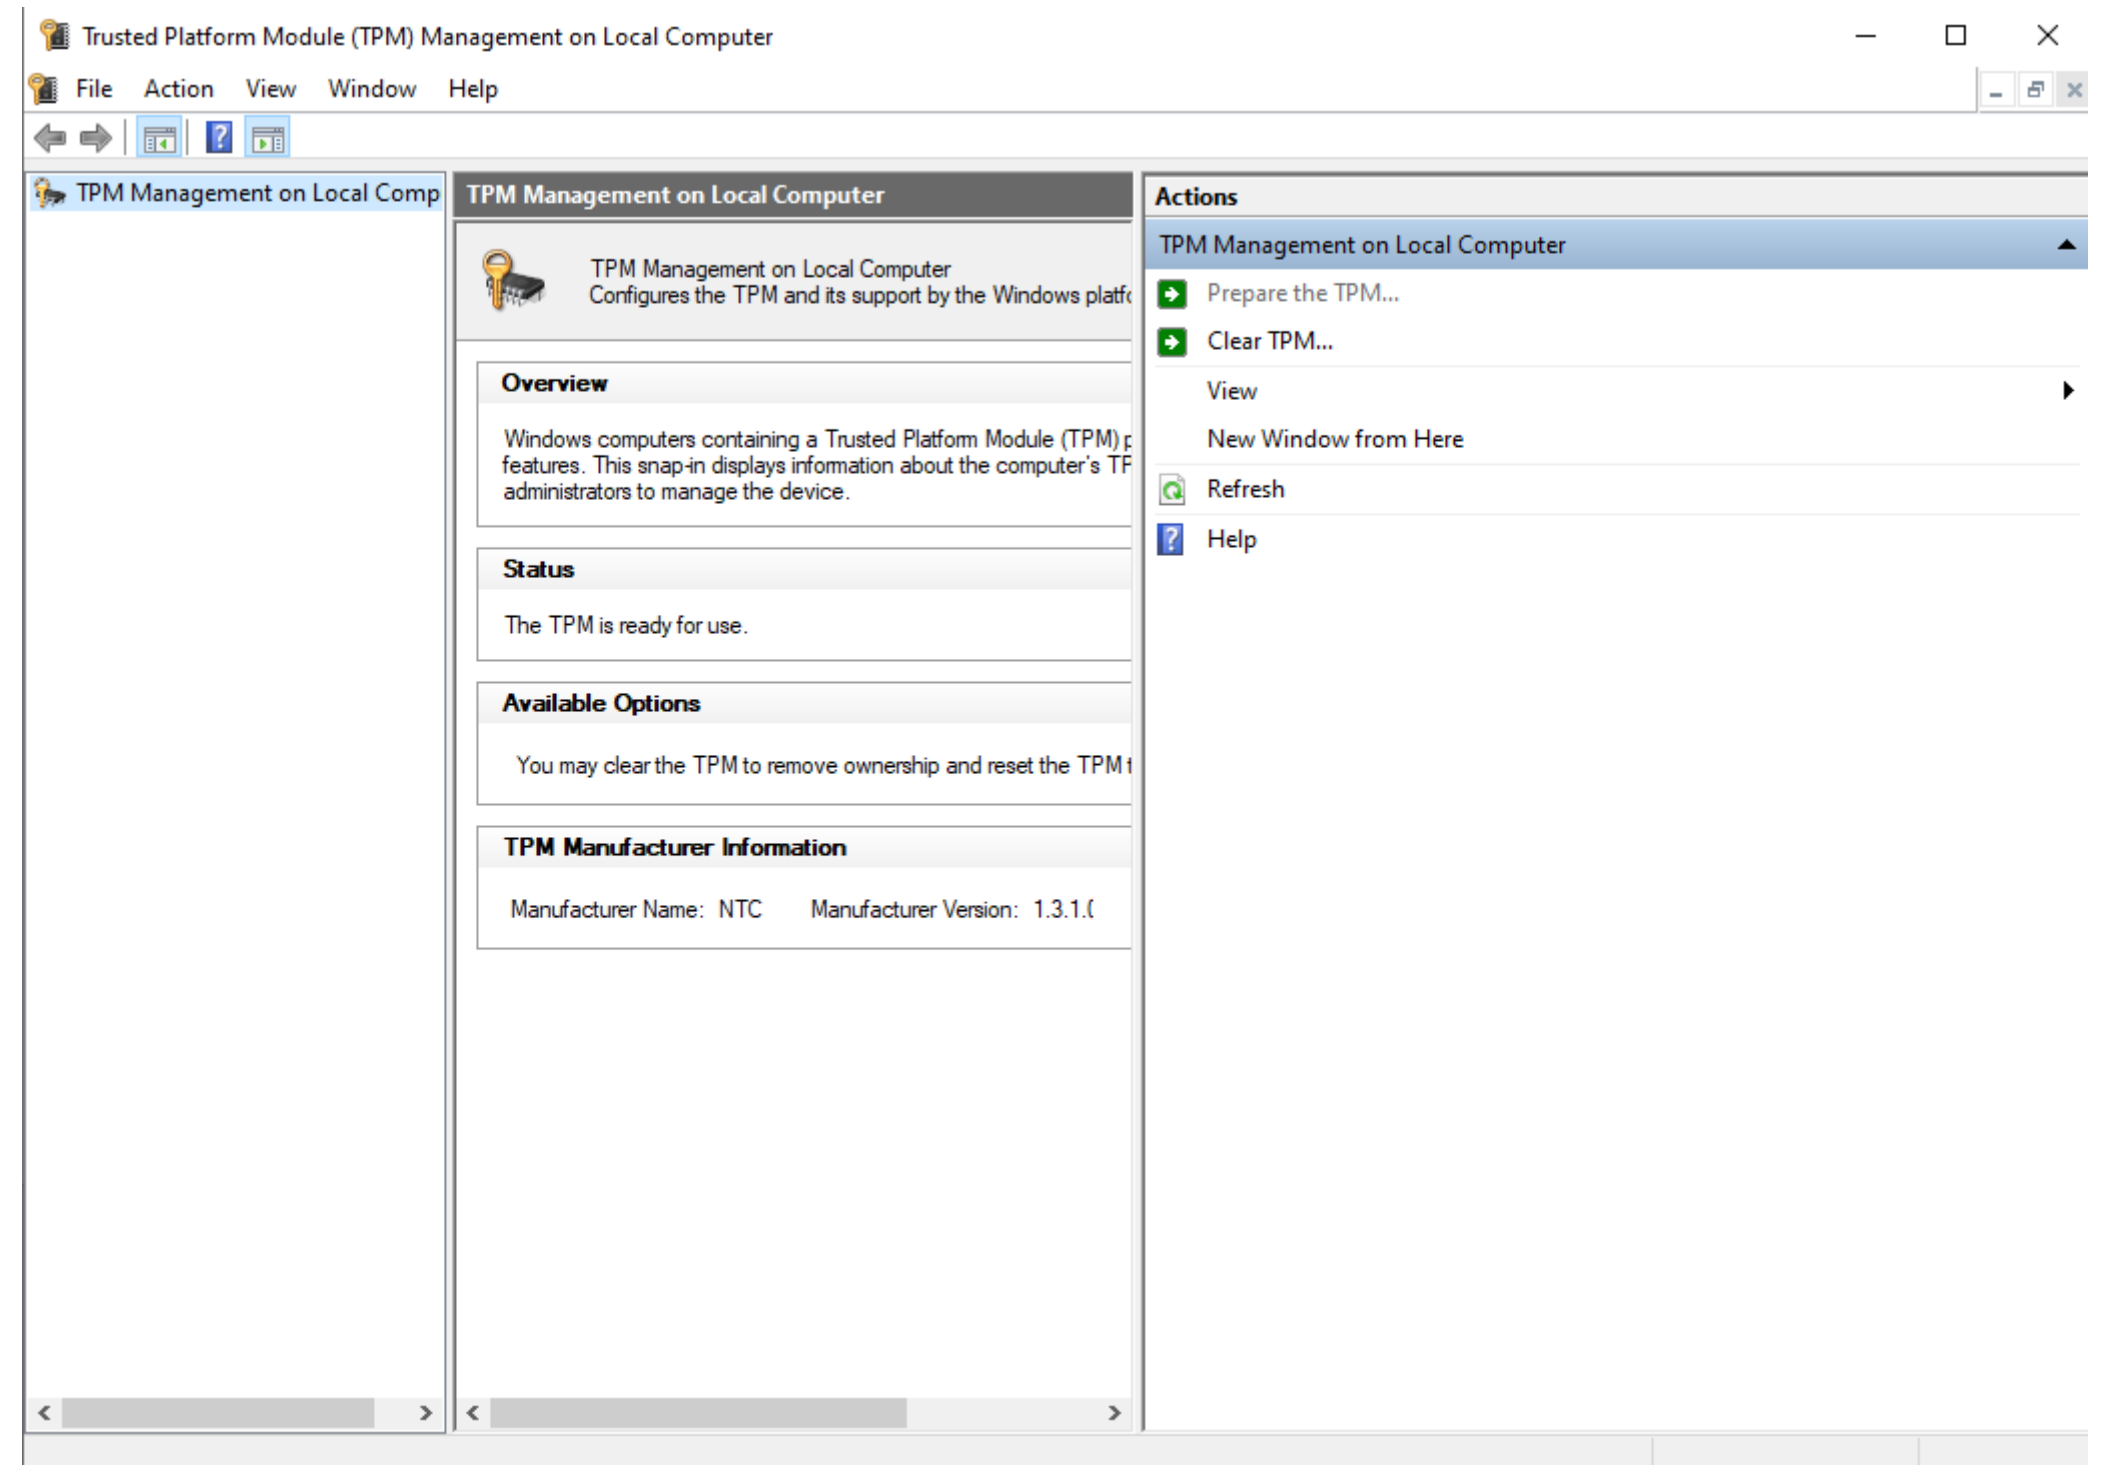 Trusted Platform Module (TPM) Management on Local Computer
File Action View Window Help
TPM Management on Local Comp
TPM Management on Local Computer
TPM Management on Local Computer
Configures the TPM and its support by the Windows platfo
Overview
Windows computers containing a Trusted Platform Module (TPM) p
features. This snap-in displays information about the computer's TP
administrators to manage the device.
Status
The TPM is ready for use.
Available Options
You may clear the TPM to remove ownership and reset the TPM t
TPM Manufacturer Information
Manufacturer Name: NTC Manufacturer Version: 1.3.1.
Actions
TPM Management on Local Computer
Prepare the TPM...
Clear TPM...
View
New Window from Here
Refresh
Help